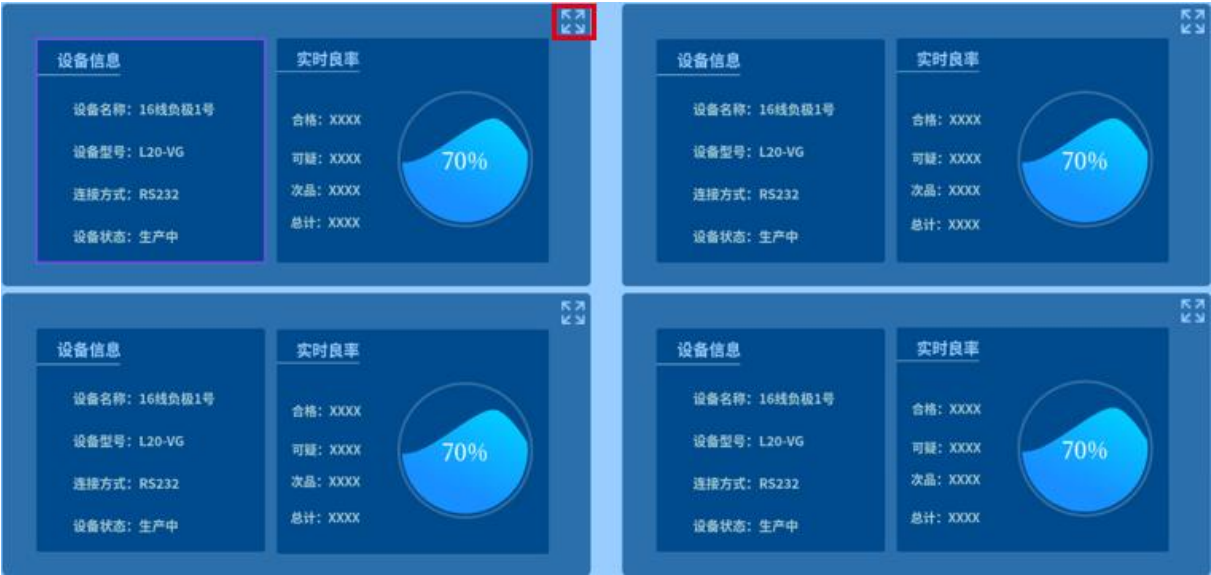 设备信息
设备名称：16线负极1号
设备型号：L20-VG
连接方式：RS232
设备状态：生产中
实时良率
合格：XXXX
可疑：XXXX
次品：XXXX
总计：XXXX
70%
设备信息
设备名称：16线负极1号
设备型号：L20-VG
连接方式：RS232
设备状态：生产中
实时良率
合格：XXXX
可疑：XXXX
次品：XXXX
总计：XXXX
70%
设备信息
设备名称：16线负极1号
设备型号：L20-VG
连接方式：RS232
设备状态：生产中
实时良率
合格：XXXX
可疑：XXXX
次品：XXXX
总计：XXXX
70%
设备信息
设备名称：16线负极1号
设备型号：L20-VG
连接方式：RS232
设备状态：生产中
实时良率
合格：XXXX
可疑：XXXX
次品：XXXX
总计：XXXX
70%